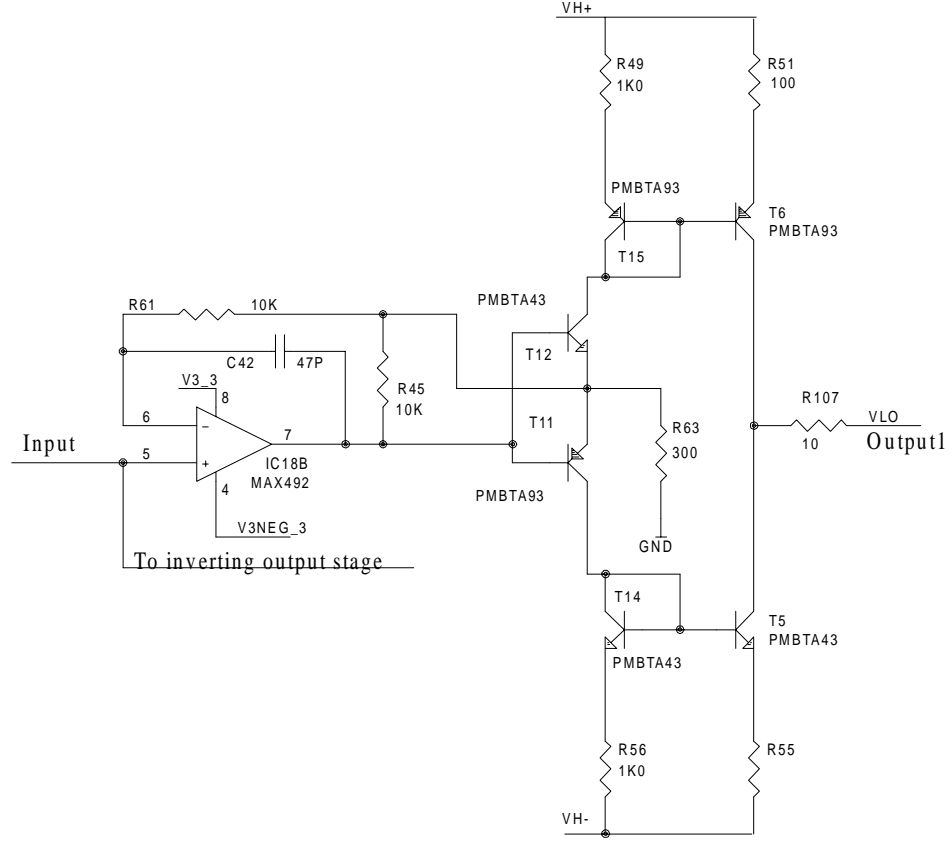 VH+
R49
1K0
R51
100
PMBTA93
T6
PMBTA93
T15
R61 10K
PMBTA43
C42 47P
T12
V3_3
R45
10K
8
R107
6
−
T11
VLO
Input
5
+
7
R63
300
10
Output1
IC18B
MAX492
4
PMBTA93
V3NEG_3
GND
To inverting output stage
T14
T5
PMBTA43
PMBTA43
R56
1K0
R55
VH-